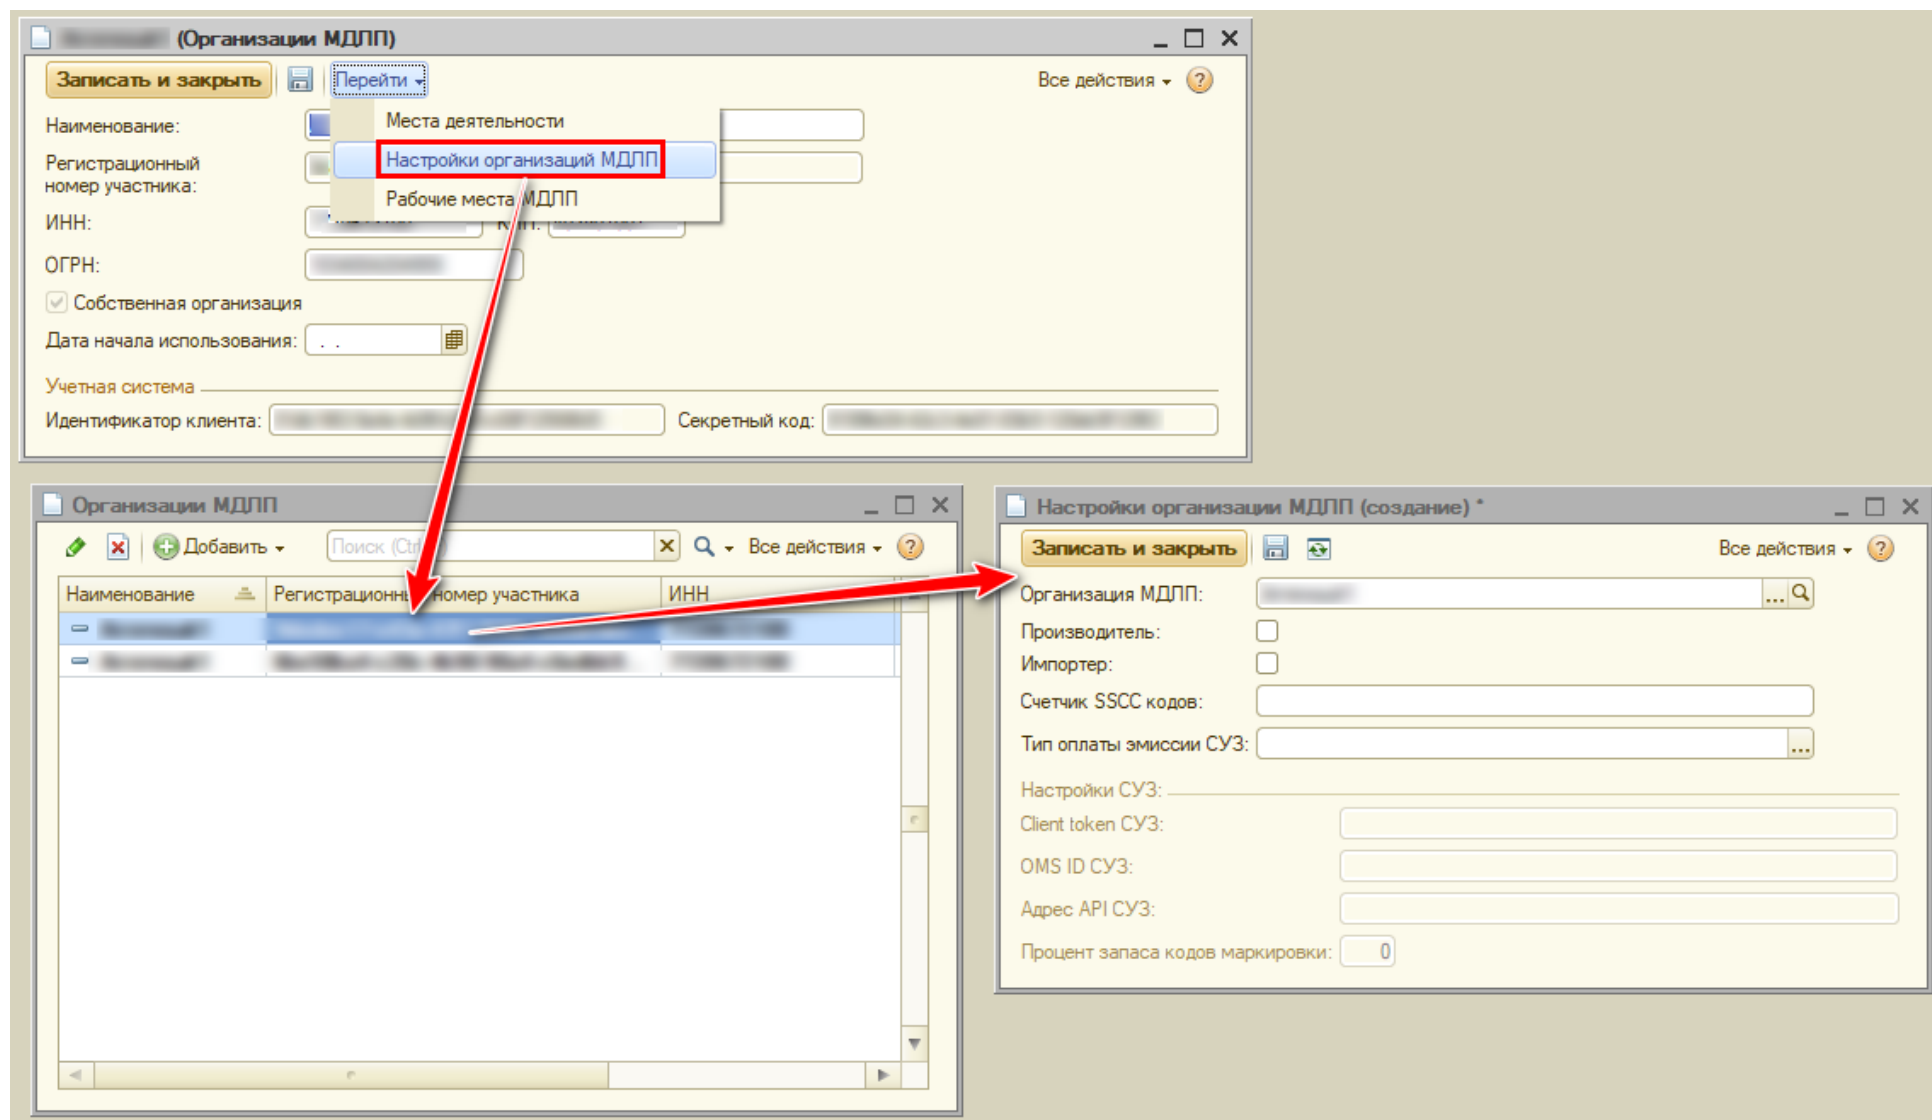 (Организации МДЛП)
Записать и закрыть Перейти Все действия ?
Наименование:
Места деятельности
Настройки организаций МДЛП
Рабочие места МДЛП
Регистрационный
номер участника:
ИНН: КПП:
ОГРН:
Собственная организация
Дата начала использования: . .
Учетная система
Идентификатор клиента: Секретный код:
Организации МДЛП
Добавить Поиск (Ctrl Все действия ?
Наименование Регистрационный номер участника ИНН
Настройки организации МДЛП (создание) *
Записать и закрыть Все действия ?
Организация МДЛП: ...
Производитель:
Импортер:
Счетчик SSCC кодов:
Тип оплаты эмиссии СУЗ: ...
Настройки СУЗ:
Client token СУЗ:
OMS ID СУЗ:
Адрес API СУЗ:
Процент запаса кодов маркировки: 0